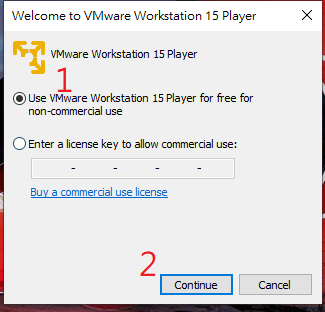 Welcome to VMware Workstation 15 Player
VMware Workstation 15 Player
1
Use VMware Workstation 15 Player for free for
non-commercial use
Enter a license key to allow commercial use:
- - - -
Buy a commercial use license
2
Continue Cancel